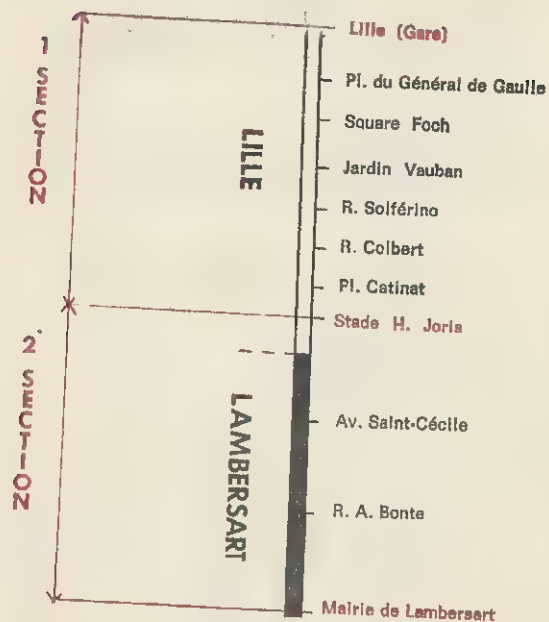 Lille (Gare)
1 SECTION
Pl. du Général de Gaulle
Square Foch
LILLE
Jardin Vauban
R. Solférino
R. Colbert
Pl. Catinat
Stade H. Joris
2 SECTION
LAMBERSART
Av. Saint-Cécile
R. A. Bonte
Mairie de Lambersart